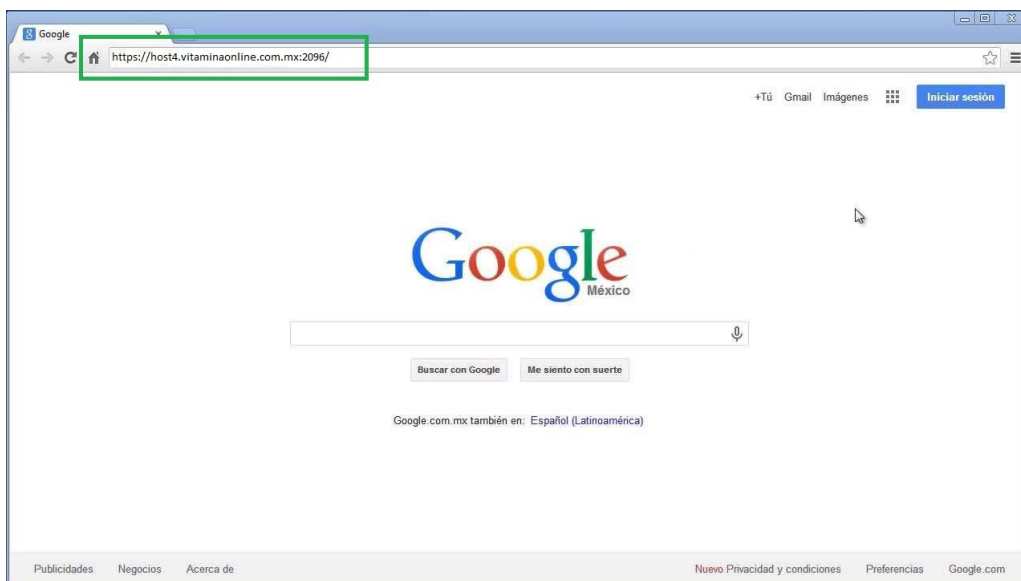 Google
https://host4.vitaminaonline.com.mx:2096/
+Tú Gmail Imágenes Iniciar sesión
Google
México
Buscar con Google Me siento con suerte
Google.com.mx también en: Español (Latinoamérica)
Publicidades Negocios Acerca de Nuevo Privacidad y condiciones Preferencias Google.com